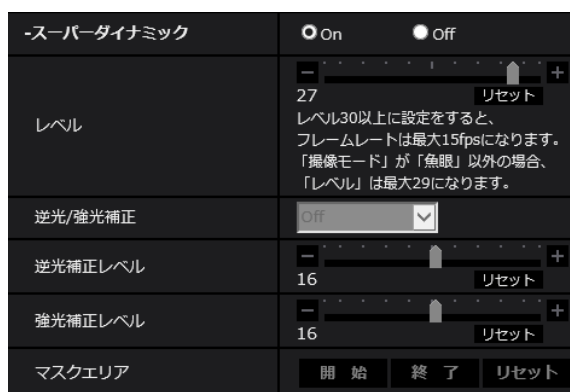 -スーパーダイナミック On Off
- +
レベル 27 リセット
レベル30以上に設定をすると、
フレームレートは最大15fpsになります。
「撮像モード」が「魚眼」以外の場合、
「レベル」は最大29になります。
逆光/強光補正 Off
- +
逆光補正レベル 16 リセット
- +
強光補正レベル 16 リセット
マスクエリア 開 始 終 了 リセット